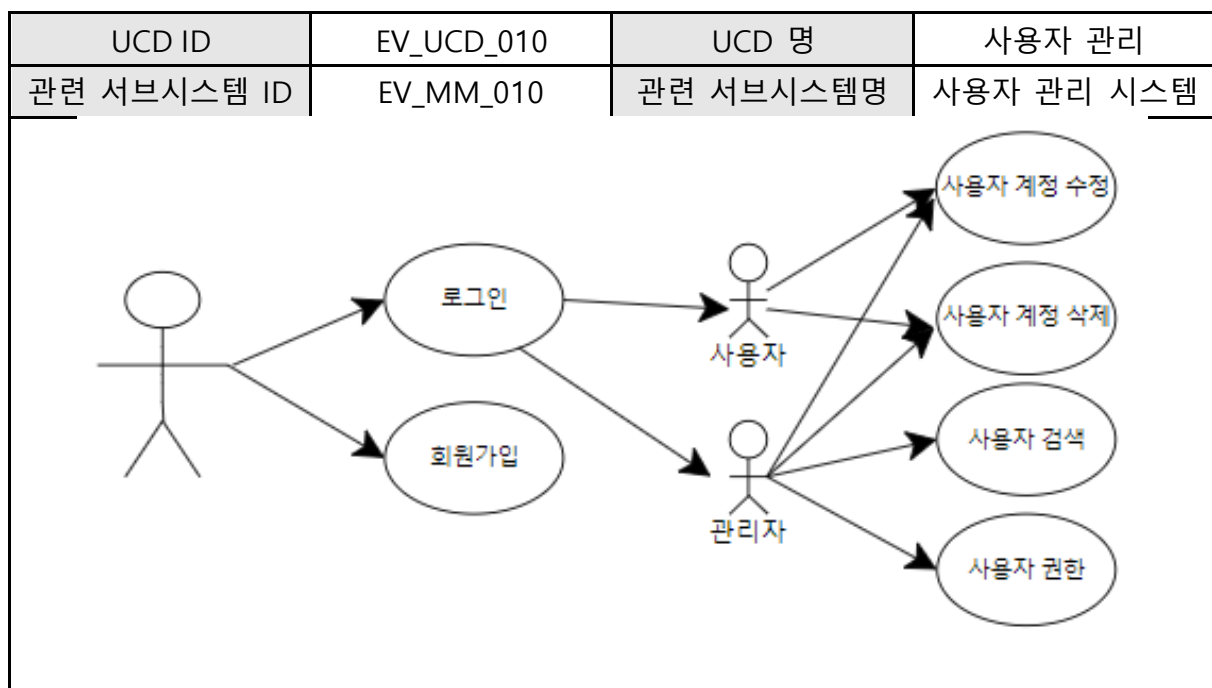 UCD ID EV_UCD_010 UCD 명 사용자 관리
관련 서브시스템 ID EV_MM_010 관련 서브시스템명 사용자 관리 시스템
사용자 계정 수정
로그인
사용자 계정 삭제
사용자
회원가입
사용자 검색
관리자
사용자 권한